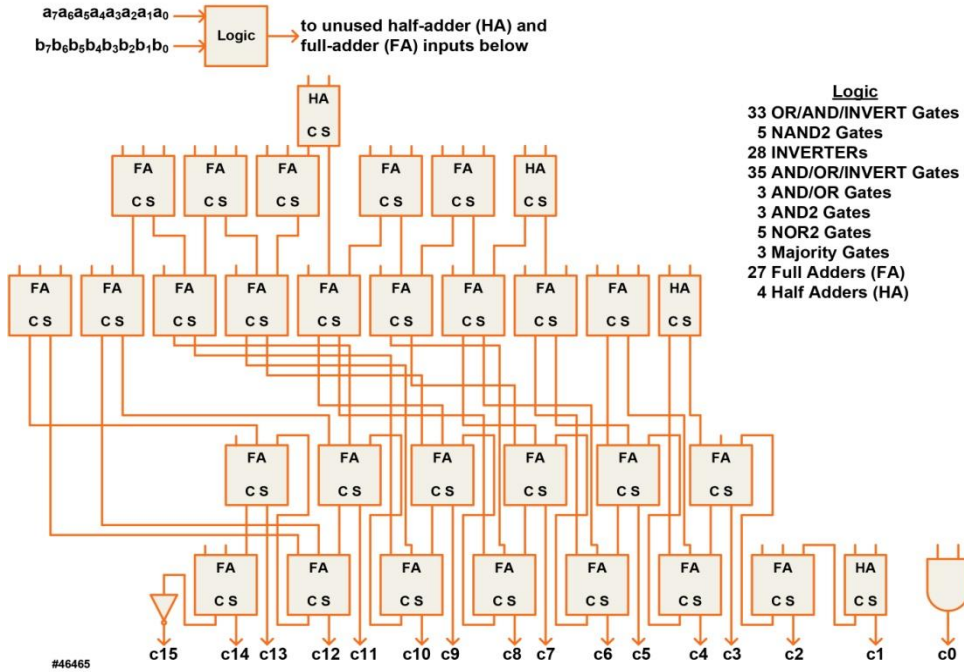 a₇a₆a₅a₄a₃a₂a₁a₀
b₇b₆b₅b₄b₃b₂b₁b₀
Logic
to unused half-adder (HA) and
full-adder (FA) inputs below
Logic
33 OR/AND/INVERT Gates
5 NAND2 Gates
28 INVERTERs
35 AND/OR/INVERT Gates
3 AND/OR Gates
3 AND2 Gates
5 NOR2 Gates
3 Majority Gates
27 Full Adders (FA)
4 Half Adders (HA)
HA
C S
FA FA FA FA FA HA
C S C S C S C S C S C S
FA FA FA FA FA FA FA FA FA HA
C S C S C S C S C S C S C S C S C S C S
FA FA FA FA FA FA
C S C S C S C S C S C S
FA FA FA FA FA FA FA HA
C S C S C S C S C S C S C S C S
c15 c14 c13 c12 c11 c10 c9 c8 c7 c6 c5 c4 c3 c2 c1 c0
#46465